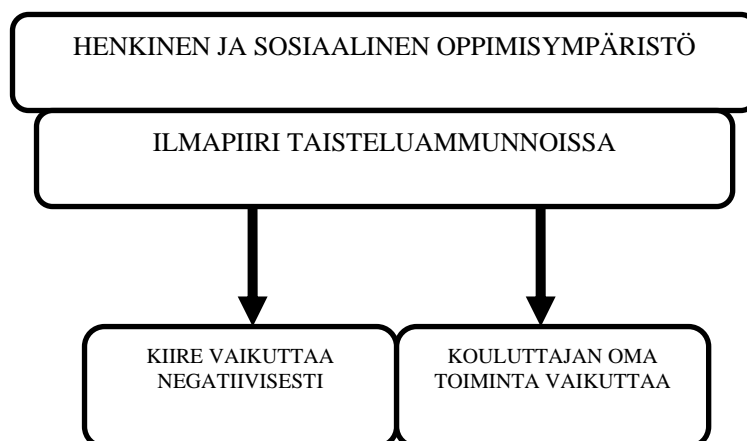 HENKINEN JA SOSIAALINEN OPPIMISYMPÄRISTÖ
ILMAPIIRI TAISTELUAMMUNNOISSA
KIIRE VAIKUTTAA
NEGATIIVISESTI
KOULUTTAJAN OMA
TOIMINTA VAIKUTTAA